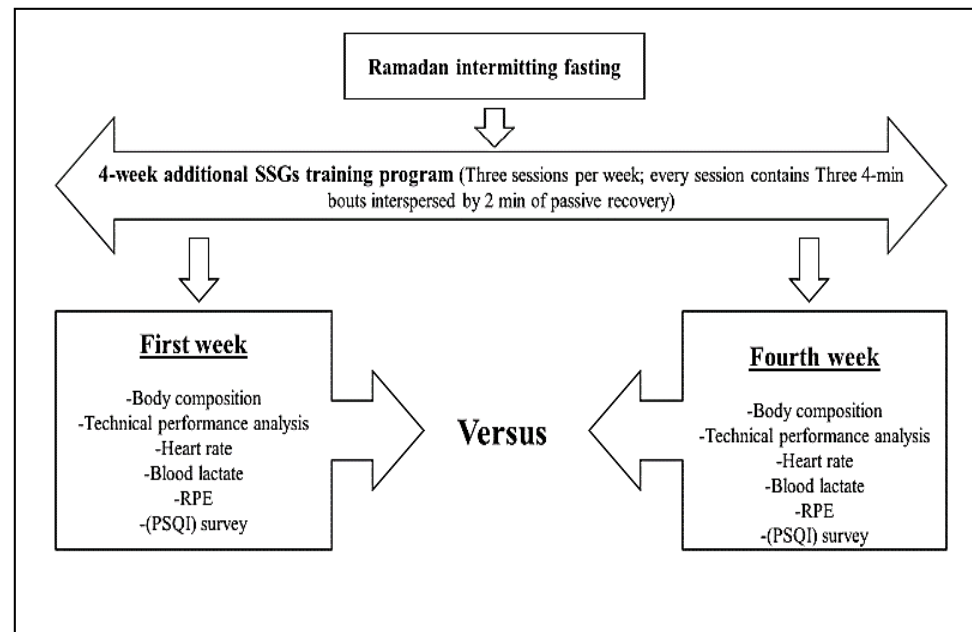 Ramadan intermitting fasting
4-week additional SSGs training program (Three sessions per week; every session contains Three 4-min
bouts interspersed by 2 min of passive recovery)
First week
-Body composition
-Technical performance analysis
-Heart rate
-Blood lactate
-RPE
-(PSQI) survey
Versus
Fourth week
-Body composition
-Technical performance analysis
-Heart rate
-Blood lactate
-RPE
-(PSQI) survey